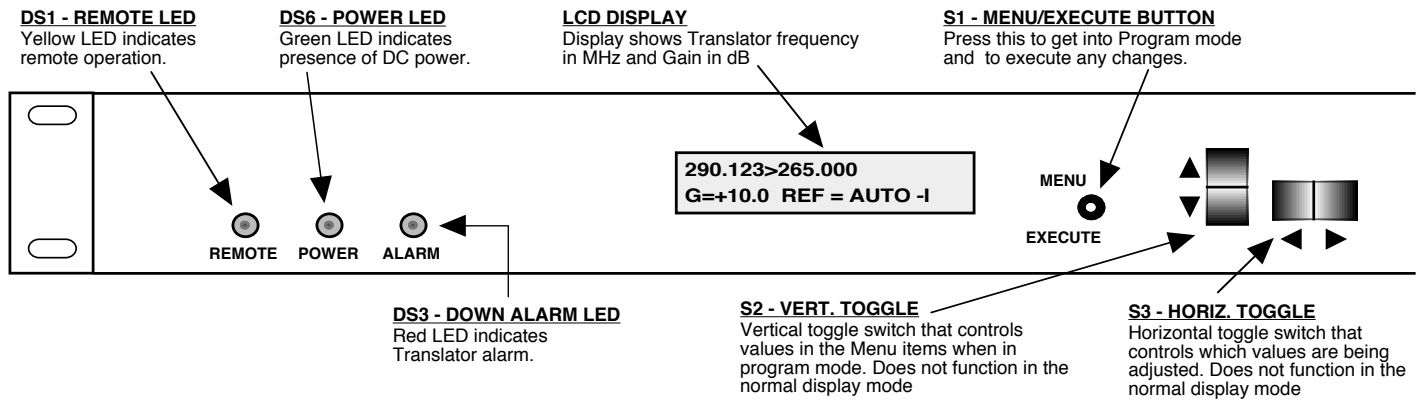 DS1 - REMOTE LED
Yellow LED indicates
remote operation.
DS6 - POWER LED
Green LED indicates
presence of DC power.
LCD DISPLAY
Display shows Translator frequency
in MHz and Gain in dB
S1 - MENU/EXECUTE BUTTON
Press this to get into Program mode
and to execute any changes.
290.123>265.000
G=+10.0 REF = AUTO -I
MENU
EXECUTE
REMOTE
POWER
ALARM
DS3 - DOWN ALARM LED
Red LED indicates
Translator alarm.
S2 - VERT. TOGGLE
Vertical toggle switch that controls
values in the Menu items when in
program mode. Does not function in the
normal display mode
S3 - HORIZ. TOGGLE
Horizontal toggle switch that
controls which values are being
adjusted. Does not function in the
normal display mode